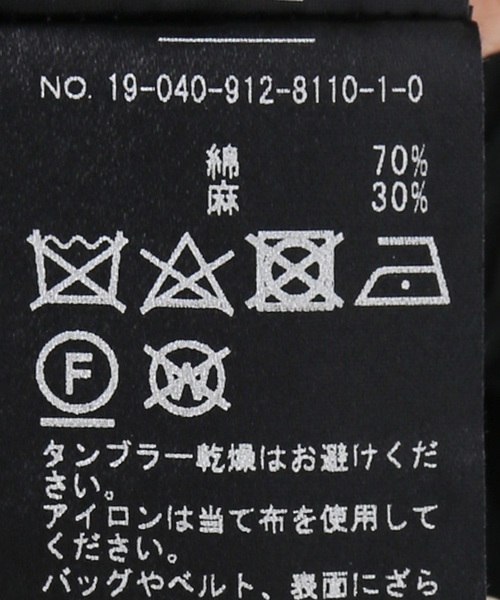 NO. 19-040-912-8110-1-0
綿 70%
麻 30%
F W
タンブラー乾燥はお避けくだ
さい。
アイロンは当て布を使用して
ください。
バッグやベルト、表面にざら